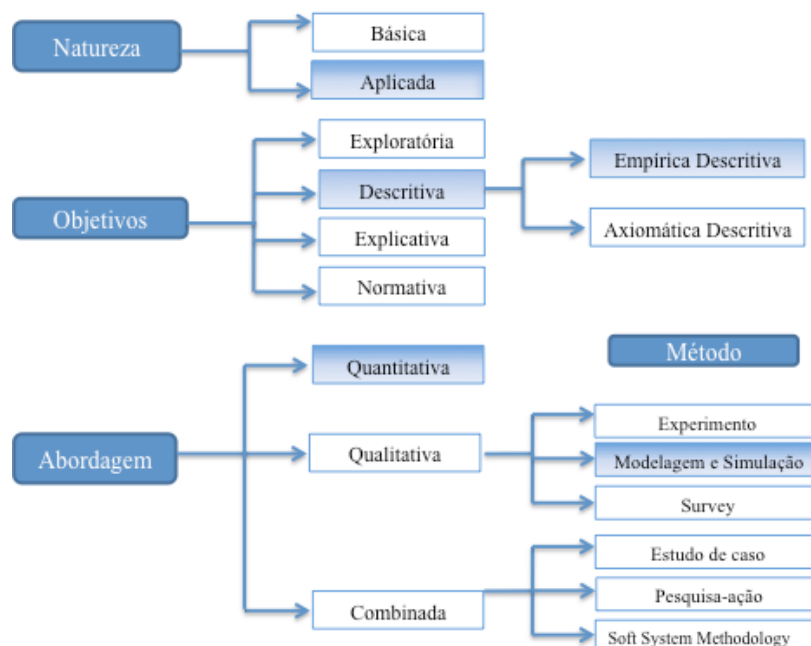 Natureza
Básica
Aplicada
Objetivos
Exploratória
Descritiva
Explicativa
Normativa
Empírica Descritiva
Axiomática Descritiva
Abordagem
Quantitativa
Qualitativa
Combinada
Método
Experimento
Modelagem e Simulação
Survey
Estudo de caso
Pesquisa-ação
Soft System Methodology